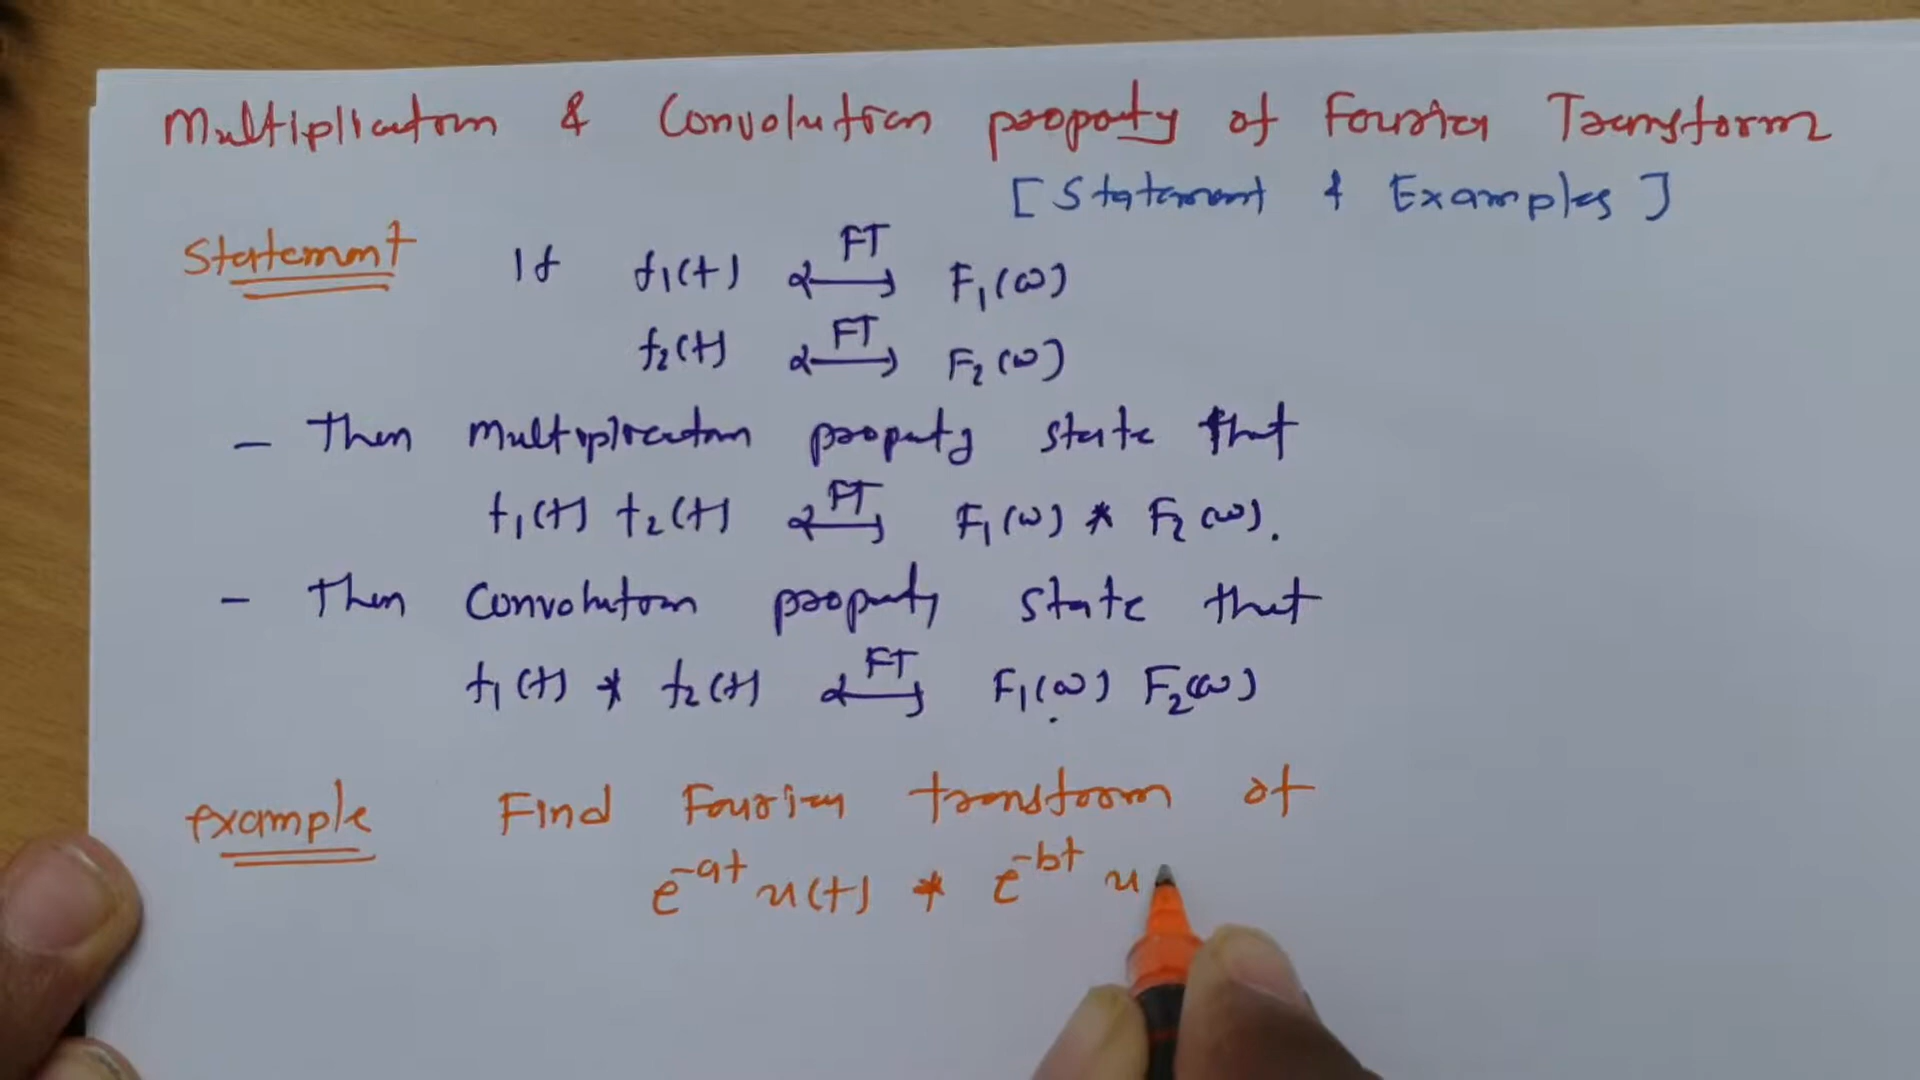 Multiplication & Convolution property of Fourier Transform
[Statement & Examples]
Statement If f₁(t) ⟷FT F₁(ω)
f₂(t) ⟷FT F₂(ω)
- Then multiplication property state that
f₁(t) f₂(t) ⟷FT F₁(ω) * F₂(ω).
- Then Convolution property state that
f₁(t) * f₂(t) ⟷FT F₁(ω) F₂(ω)
example Find Fourier transform of
e^-at u(t) * e^-bt u